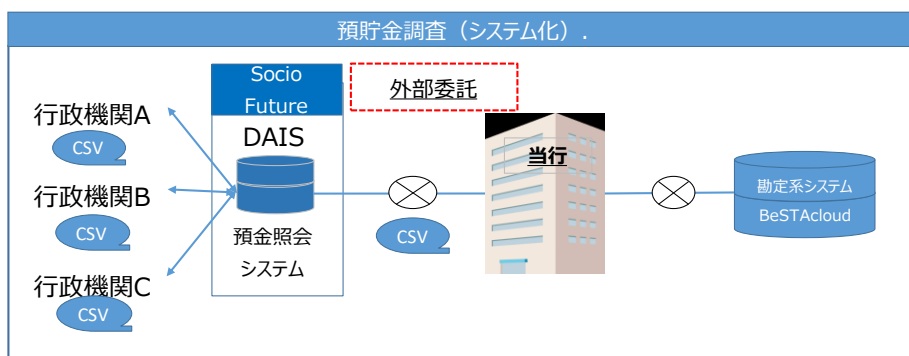 預貯金調査（システム化）.
Socio
Future
外部委託
行政機関A
CSV
DAIS
当行
行政機関B
CSV
預金照会
システム
CSV
勘定系システム
BeSTAcloud
行政機関C
CSV